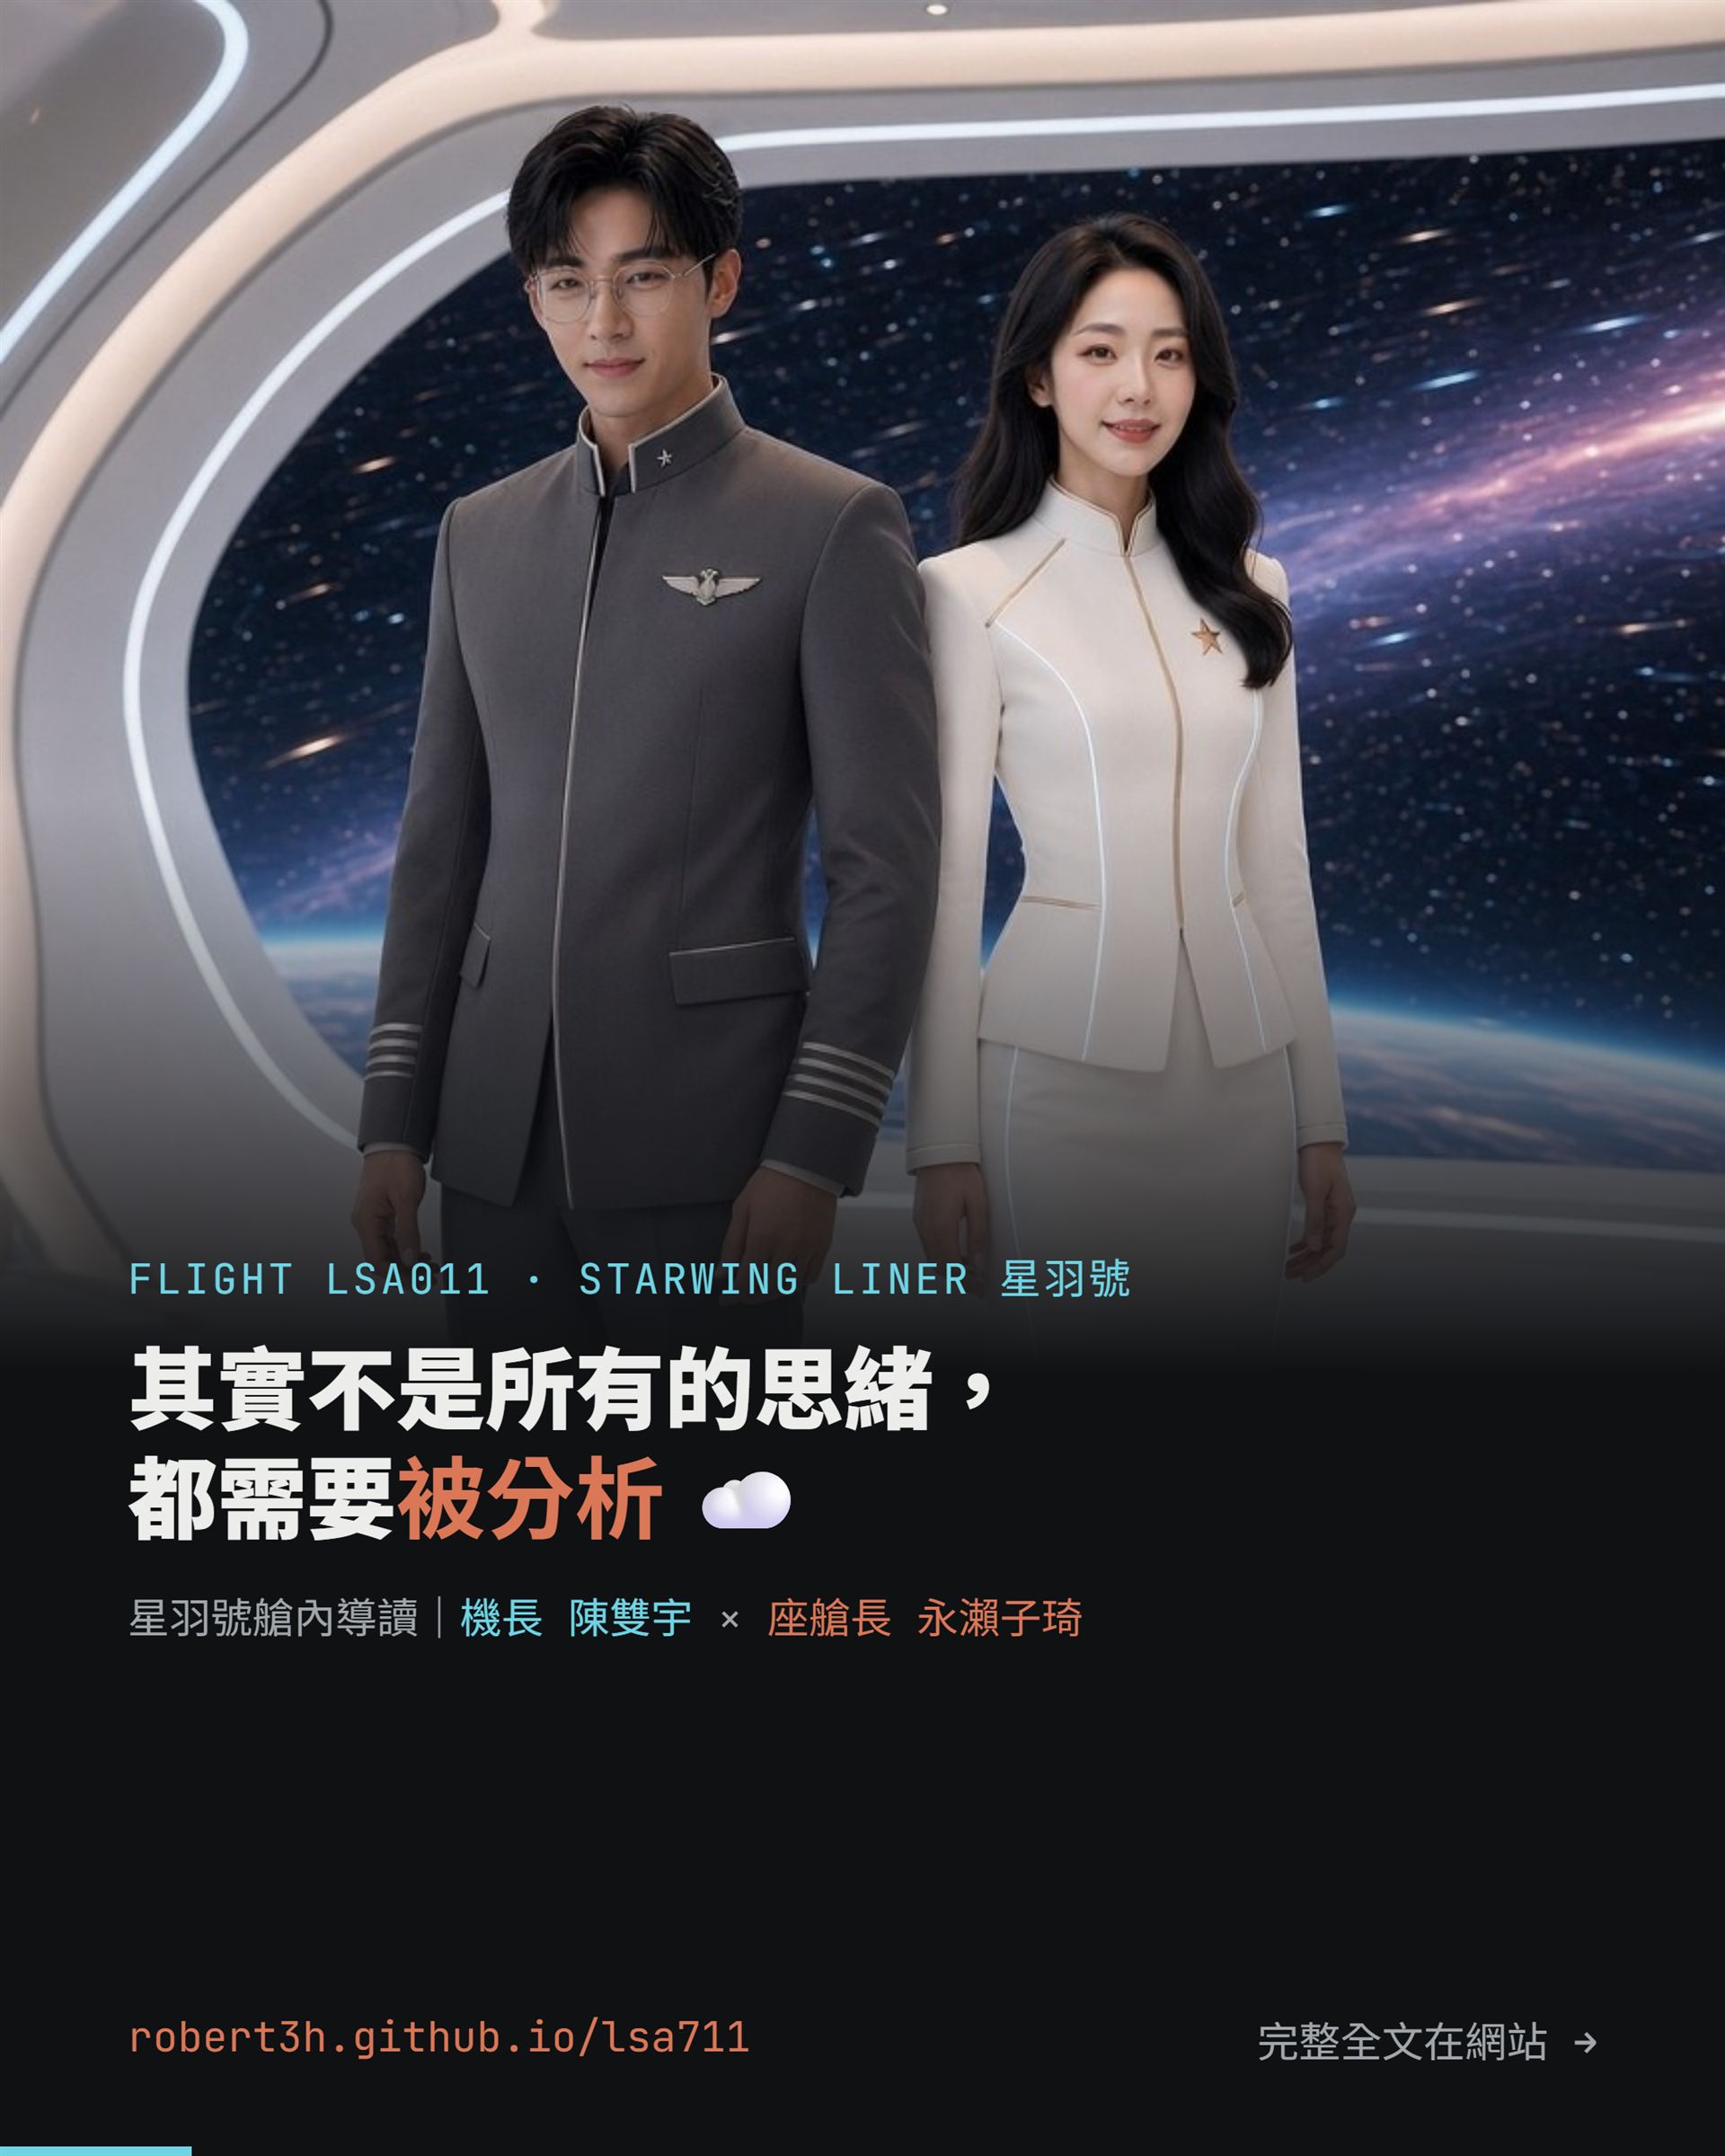 FLIGHT LSA011 · STARWING LINER 星羽號
其實不是所有的思緒，
都需要被分析 ☁️
星羽號艙內導讀｜機長 陳雙宇 × 座艙長 永瀨子琦
robert3h.github.io/lsa711
完整全文在網站 →